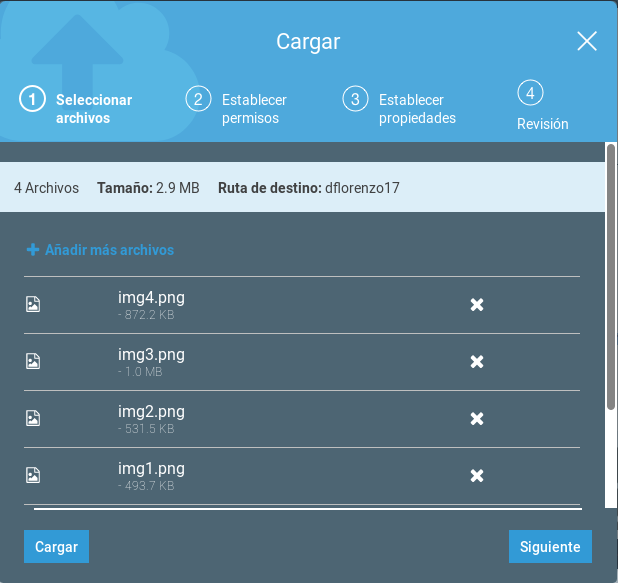 Cargar
1 Seleccionar archivos
2 Establecer permisos
3 Establecer propiedades
4 Revisión
4 Archivos Tamaño: 2.9 MB Ruta de destino: dflorenzo17
Añadir más archivos
img4.png
- 872.2 KB
img3.png
- 1.0 MB
img2.png
- 531.5 KB
img1.png
- 493.7 KB
Cargar Siguiente